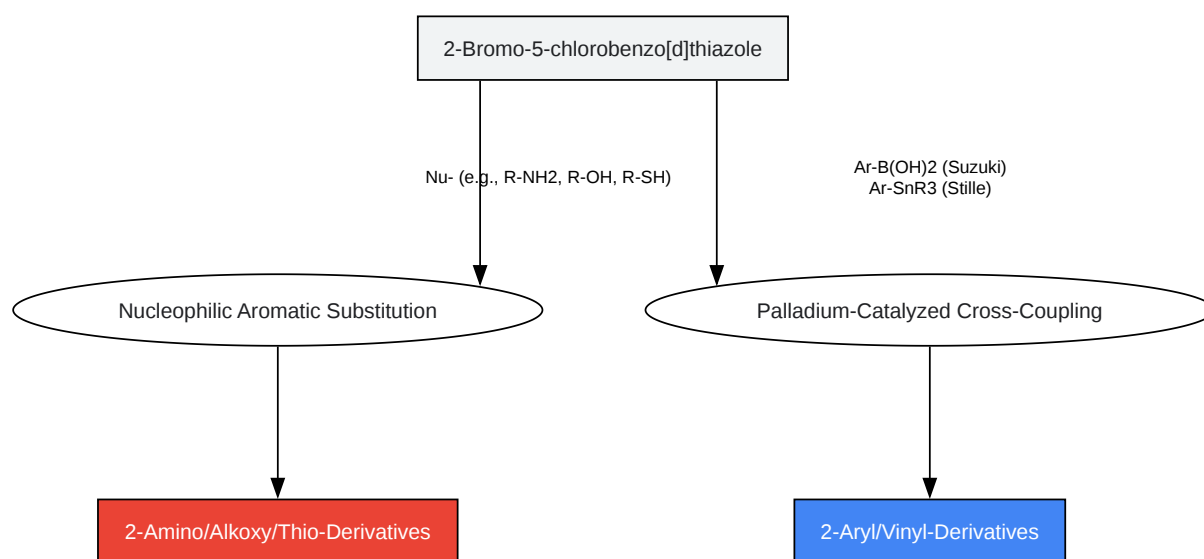 2-Bromo-5-chlorobenzo[d]thiazole
Nu- (e.g., R-NH2, R-OH, R-SH)
Ar-B(OH)2 (Suzuki)
Ar-SnR3 (Stille)
Nucleophilic Aromatic Substitution
Palladium-Catalyzed Cross-Coupling
2-Amino/Alkoxy/Thio-Derivatives
2-Aryl/Vinyl-Derivatives